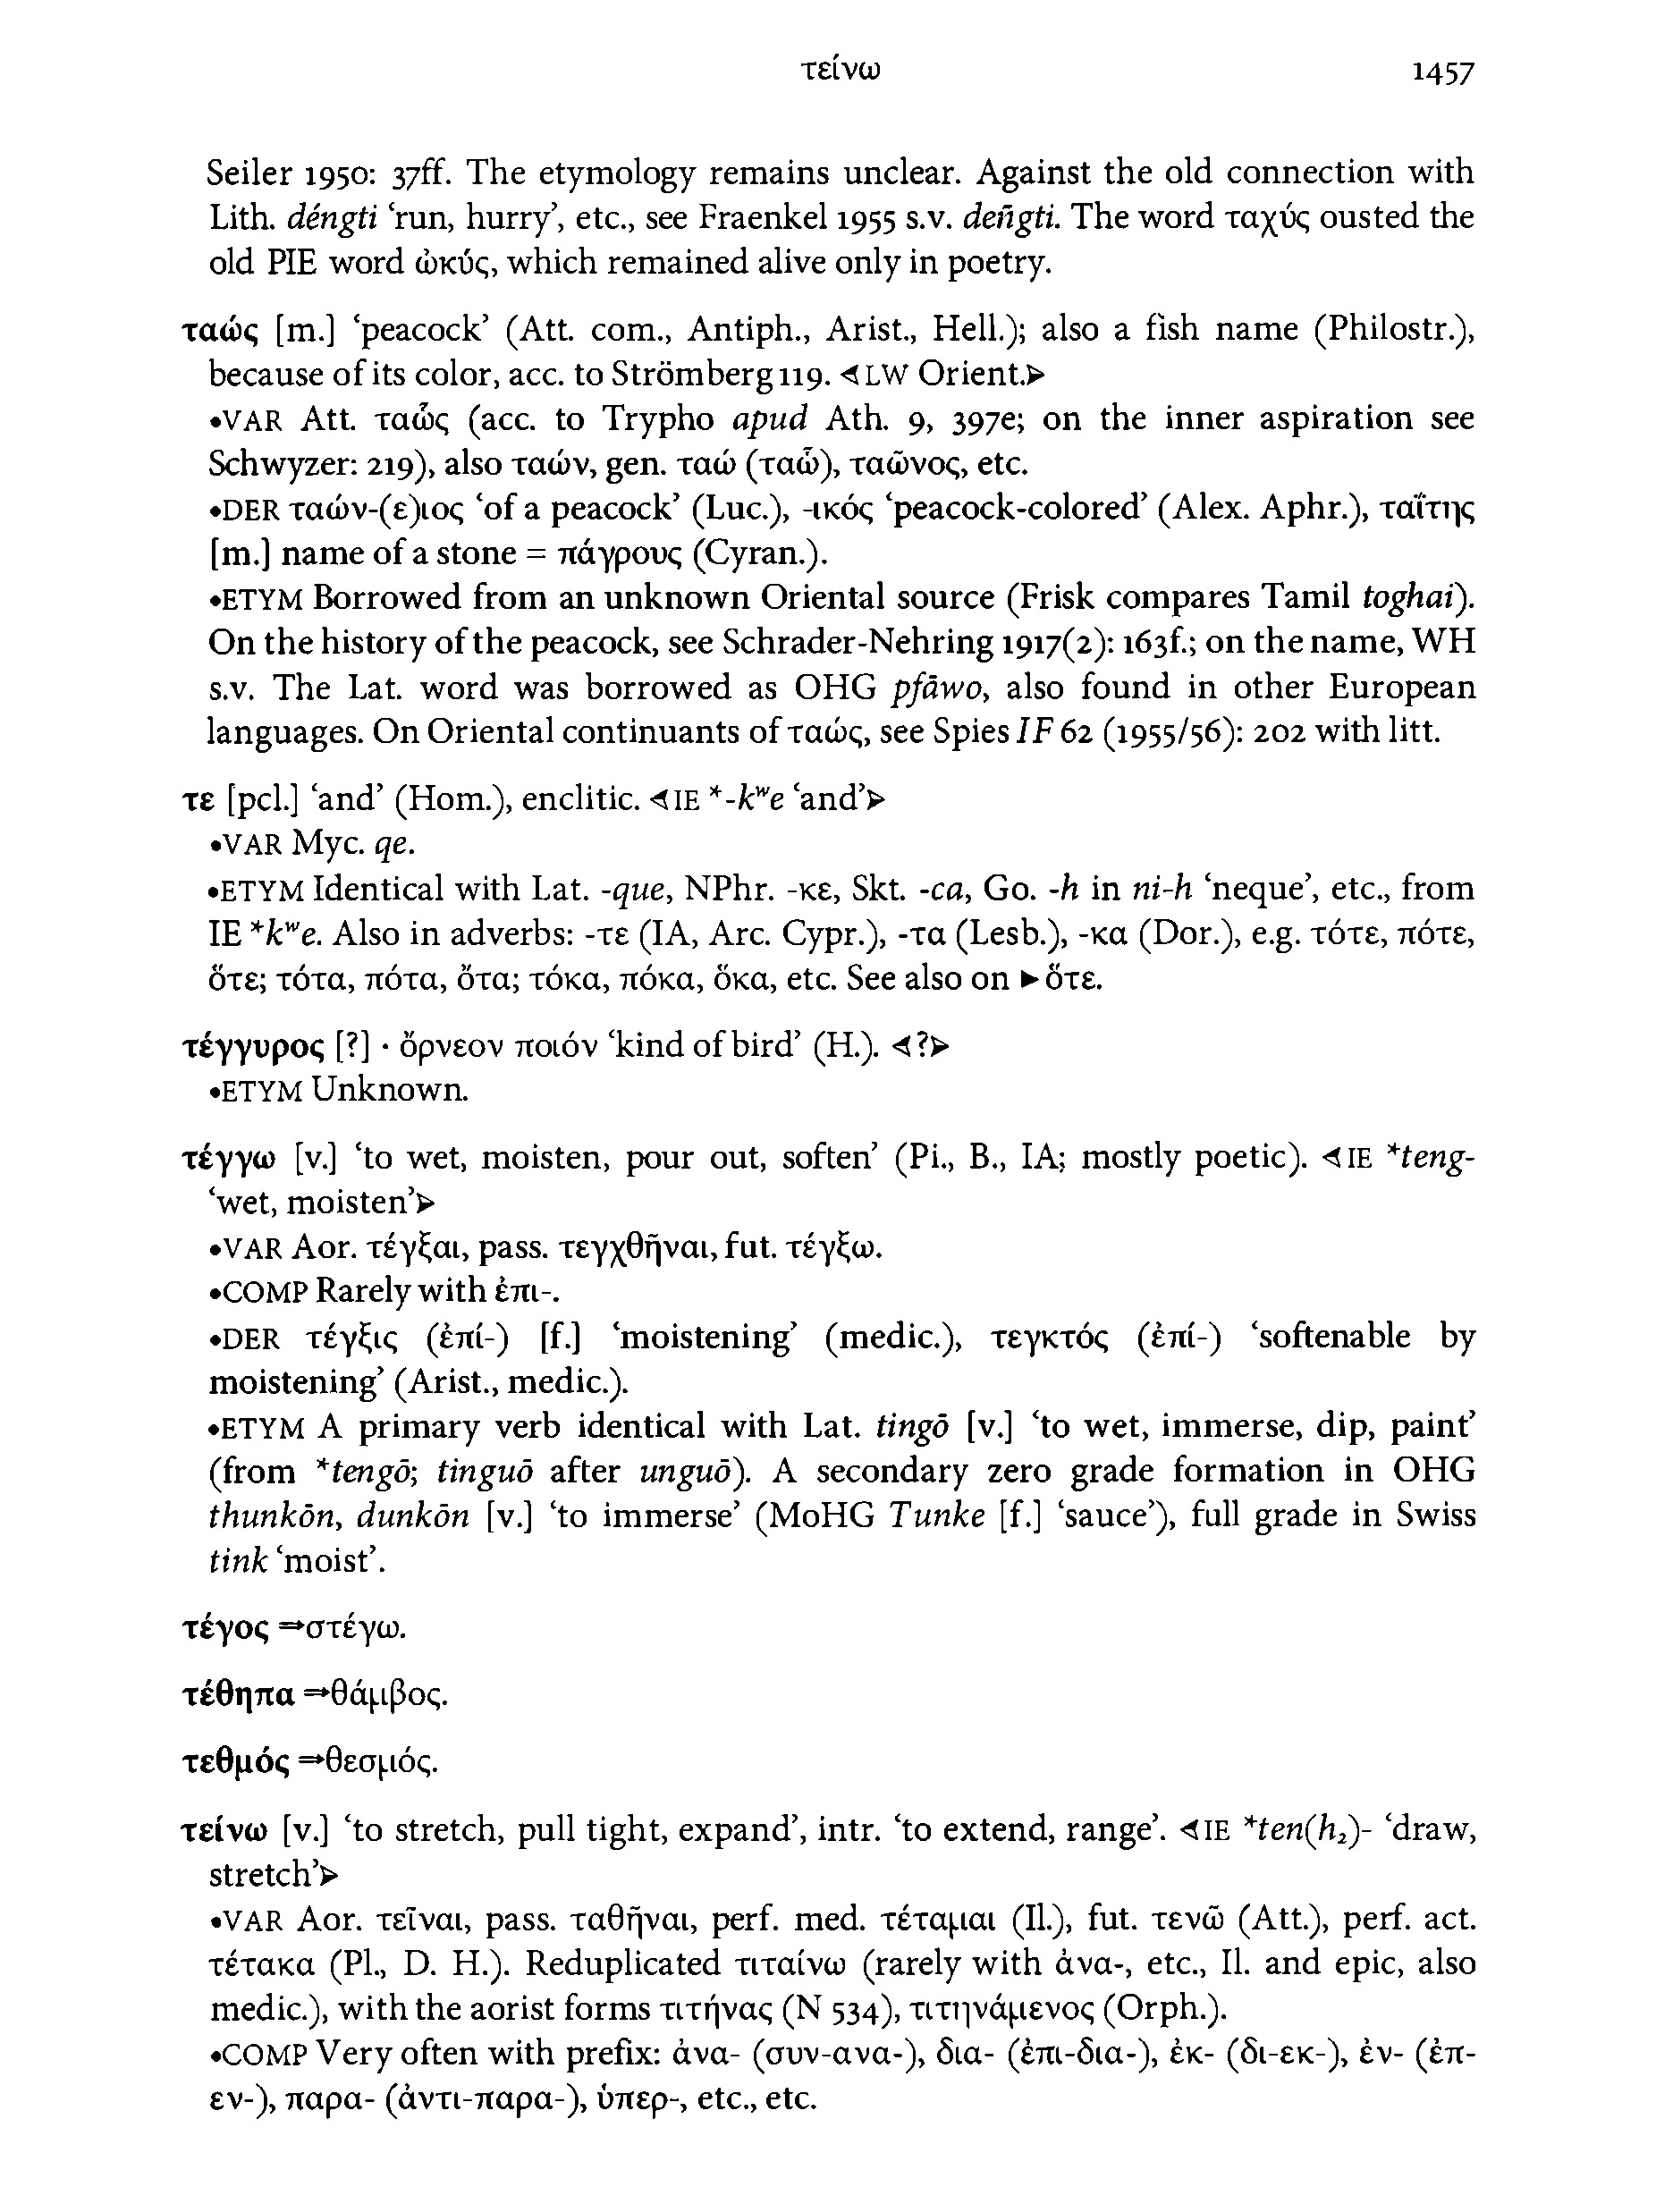 τείνω 1457
Seiler 1950: 37ff. The etymology remains unclear. Against the old connection with
Lith. déngti ‘run, hurry’, etc., see Fraenkel 1955 s.v. deñgti. The word ταχύς ousted the
old PIE word ὠκύς, which remained alive only in poetry.
ταώς [m.] ‘peacock’ (Att. com., Antiph., Arist., Hell.); also a fish name (Philostr.),
because of its color, acc. to Strömberg 119. ⊲LW Orient.⊳
•VAR Att. ταὧς (acc. to Trypho apud Ath. 9, 397e; on the inner aspiration see
Schwyzer: 219), also ταών, gen. ταώ (ταῶ), ταῶνος, etc.
•DER ταών-(ε)ιος ‘of a peacock’ (Luc.), -ικός ‘peacock-colored’ (Alex. Aphr.), ταΐτης
[m.] name of a stone = πάγρους (Cyran.).
•ETYM Borrowed from an unknown Oriental source (Frisk compares Tamil toghai).
On the history of the peacock, see Schrader-Nehring 1917(2): 163f.; on the name, WH
s.v. The Lat. word was borrowed as OHG pfāwo, also found in other European
languages. On Oriental continuants of ταώς, see Spies IF 62 (1955/56): 202 with litt.
τε [pcl.] ‘and’ (Hom.), enclitic. ⊲IE *-kʷe ‘and’⊳
•VAR Myc. qe.
•ETYM Identical with Lat. -que, NPhr. -κε, Skt. -ca, Go. -h in ni-h ‘neque’, etc., from
IE *kʷe. Also in adverbs: -τε (IA, Arc. Cypr.), -τα (Lesb.), -κα (Dor.), e.g. τότε, πότε,
ὅτε; τότα, πότα, ὄτα; τόκα, πόκα, ὅκα, etc. See also on ►ὅτε.
τέγγυρος [?] · ὄρνεον ποιόν ‘kind of bird’ (H.). ⊲?⊳
•ETYM Unknown.
τέγγω [v.] ‘to wet, moisten, pour out, soften’ (Pi., B., IA; mostly poetic). ⊲IE *teng-
‘wet, moisten’⊳
•VAR Aor. τέγξαι, pass. τεγχθῆναι, fut. τέγξω.
•COMP Rarely with ἐπι-.
•DER τέγξις (ἐπί-) [f.] ‘moistening’ (medic.), τεγκτός (ἐπί-) ‘softenable by
moistening’ (Arist., medic.).
•ETYM A primary verb identical with Lat. tingō [v.] ‘to wet, immerse, dip, paint’
(from *tengō; tinguō after unguō). A secondary zero grade formation in OHG
thunkōn, dunkōn [v.] ‘to immerse’ (MoHG Tunke [f.] ‘sauce’), full grade in Swiss
tink ‘moist’.
τέγος ⇒στέγω.
τέθηπα ⇒θάμβος.
τεθμός ⇒θεσμός.
τείνω [v.] ‘to stretch, pull tight, expand’, intr. ‘to extend, range’. ⊲IE *ten(h₂)- ‘draw,
stretch’⊳
•VAR Aor. τεῖναι, pass. ταθῆναι, perf. med. τέταμαι (Il.), fut. τενῶ (Att.), perf. act.
τέτακα (Pl., D. H.). Reduplicated τιταίνω (rarely with ἀνα-, etc., Il. and epic, also
medic.), with the aorist forms τιτήνας (N 534), τιτηνάμενος (Orph.).
•COMP Very often with prefix: ἀνα- (συν-ανα-), δια- (ἐπι-δια-), ἐκ- (δι-εκ-), ἐν- (ἐπ-
εν-), παρα- (ἀντι-παρα-), ὑπερ-, etc., etc.